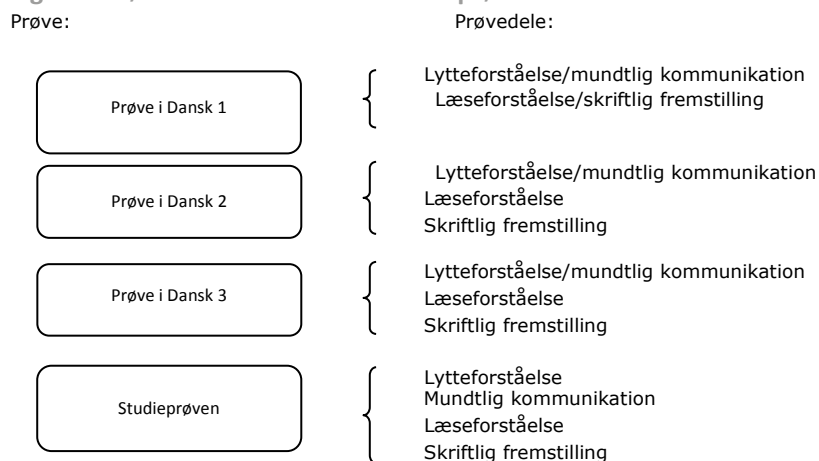 Prøve: Prøvedele:
Prøve i Dansk 1
Lytteforståelse/mundtlig kommunikation
Læseforståelse/skriftlig fremstilling
Prøve i Dansk 2
Lytteforståelse/mundtlig kommunikation
Læseforståelse
Skriftlig fremstilling
Prøve i Dansk 3
Lytteforståelse/mundtlig kommunikation
Læseforståelse
Skriftlig fremstilling
Studieprøven
Lytteforståelse
Mundtlig kommunikation
Læseforståelse
Skriftlig fremstilling